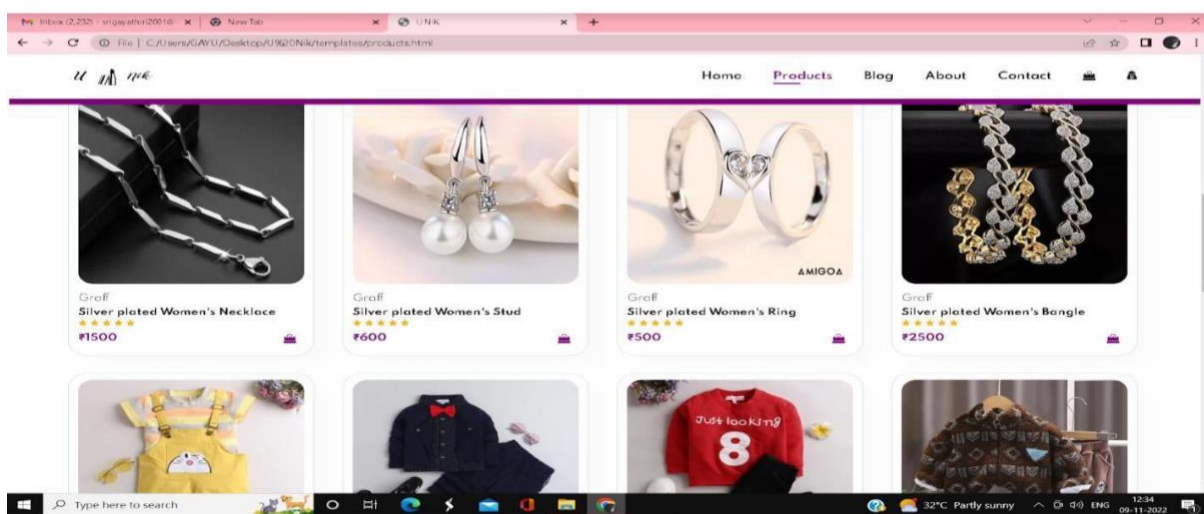 Inbox (2,232) - srigayathiri20016
New Tab
U NIK
File | C:/Users/GAYU/Desktop/U%20Nik/templates/products.html
U nik
Home Products Blog About Contact
AMIGOA
Graff Graff Graff Graff
Silver plated Women's Necklace Silver plated Women's Stud Silver plated Women's Ring Silver plated Women's Bangle
₹1500 ₹600 ₹500 ₹2500
Just looking
8
Type here to search
32°C Partly sunny
ENG
12:34
09-11-2022